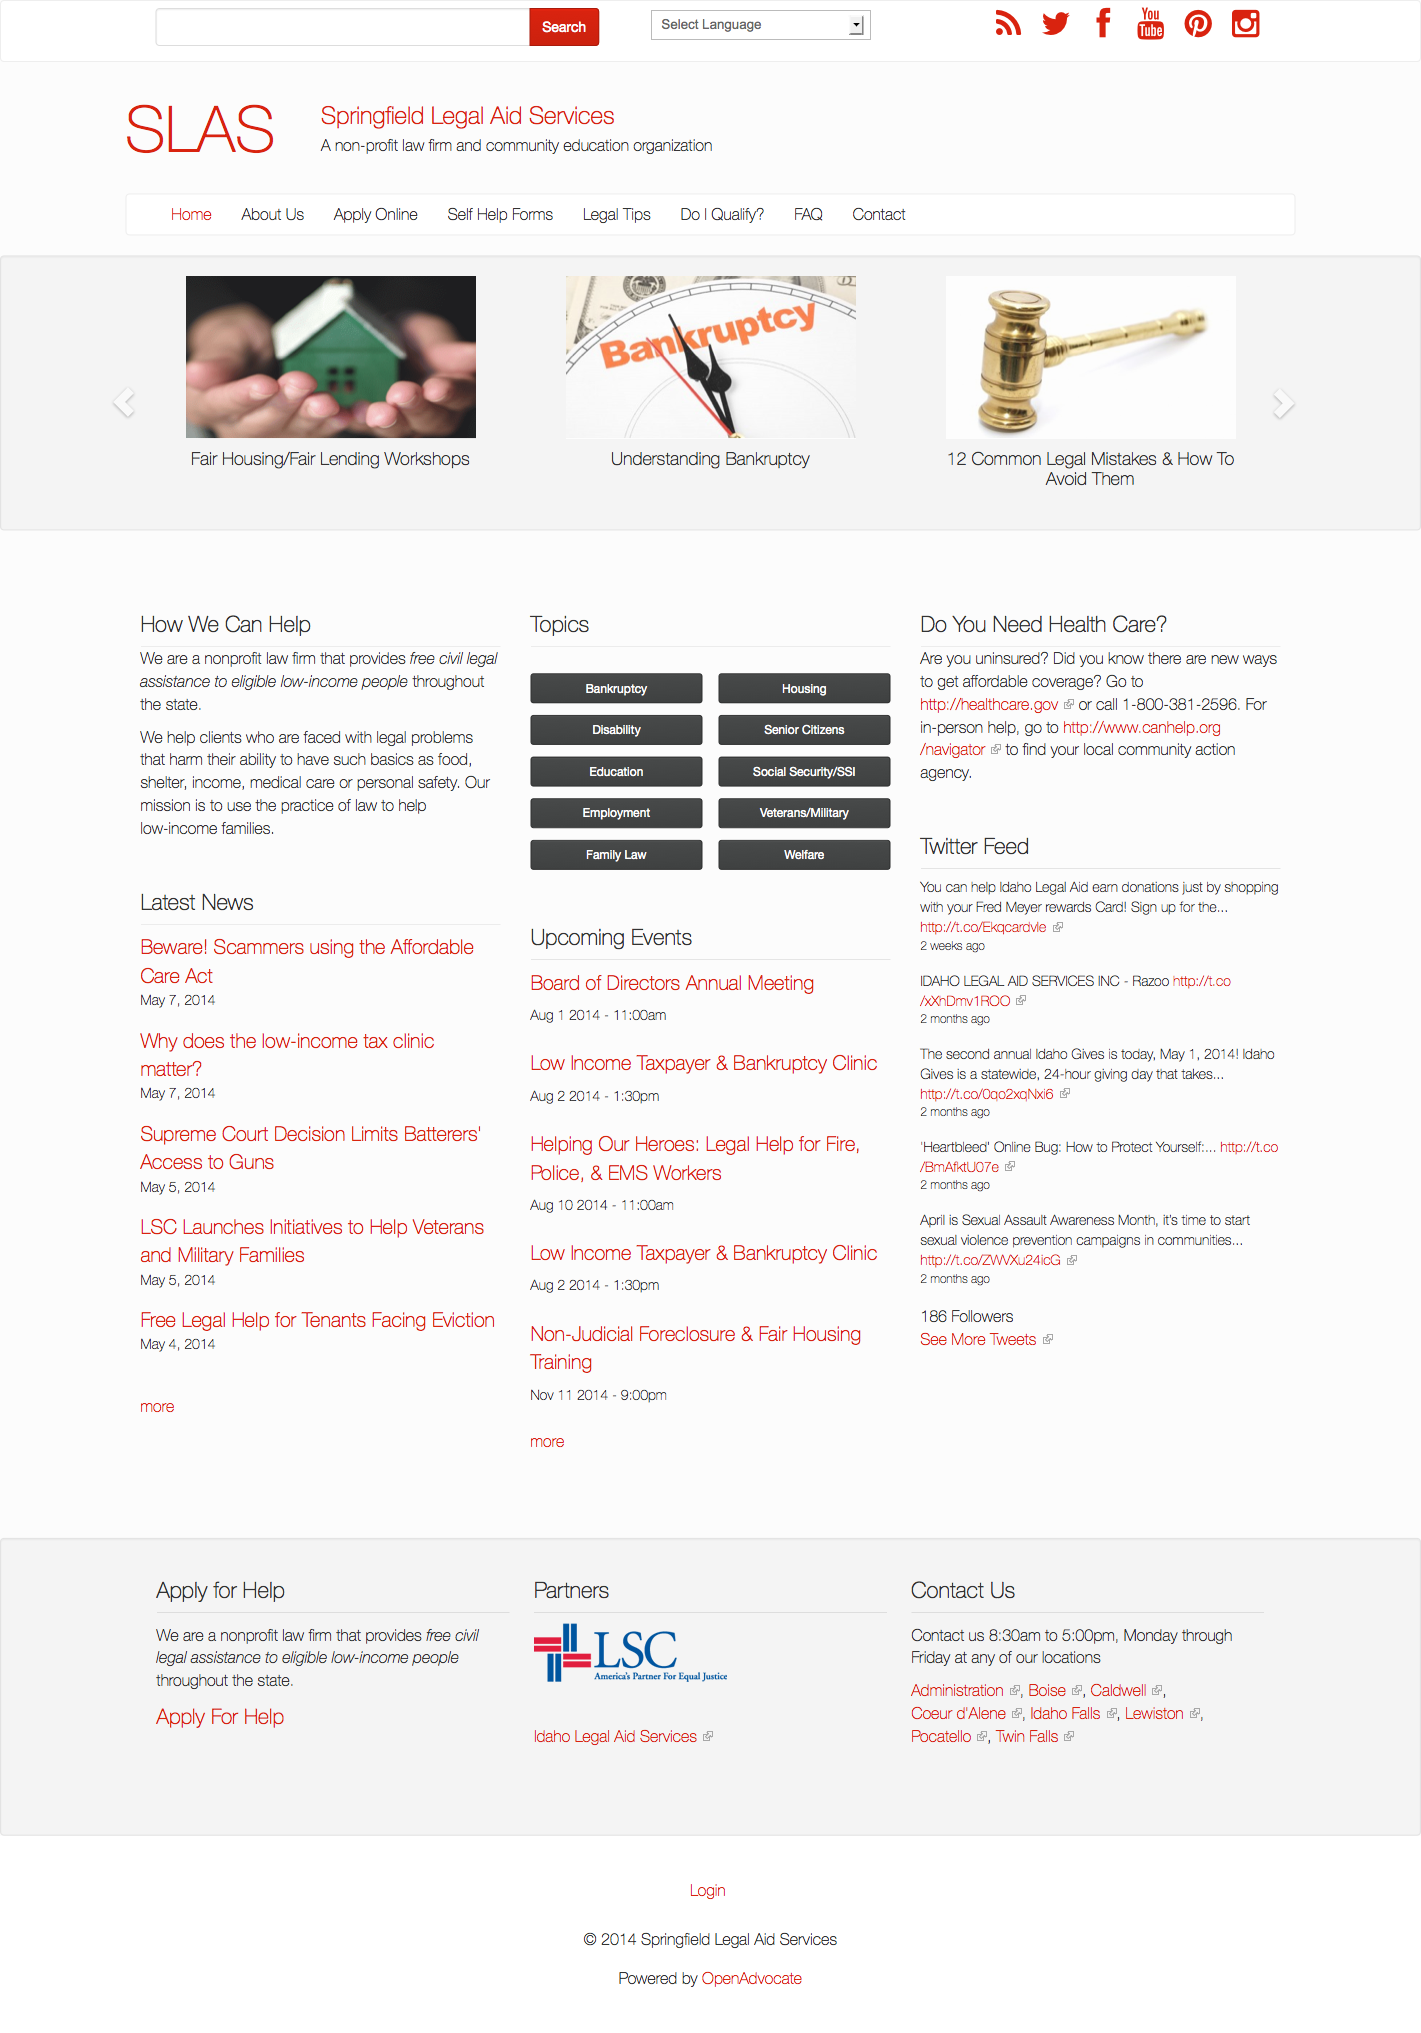 Search
Select Language
You
Tube
SLAS
Springfield Legal Aid Services
A non-profit law firm and community education organization
Home
About Us
Apply Online
Self Help Forms
Legal Tips
Do I Qualify?
FAQ
Contact
Bankruptcy
Fair Housing/Fair Lending Workshops
Understanding Bankruptcy
12 Common Legal Mistakes & How To
Avoid Them
How We Can Help
We are a nonprofit law firm that provides free civil legal
assistance to eligible low-income people throughout
the state.
We help clients who are faced with legal problems
that harm their ability to have such basics as food,
shelter, income, medical care or personal safety. Our
mission is to use the practice of law to help
low-income families.
Latest News
Beware! Scammers using the Affordable
Care Act
May 7, 2014
Why does the low-income tax clinic
matter?
May 7, 2014
Supreme Court Decision Limits Batterers'
Access to Guns
May 5, 2014
LSC Launches Initiatives to Help Veterans
and Military Families
May 5, 2014
Free Legal Help for Tenants Facing Eviction
May 4, 2014
more
Topics
Bankruptcy
Housing
Disability
Senior Citizens
Education
Social Security/SSI
Employment
Veterans/Military
Family Law
Welfare
Upcoming Events
Board of Directors Annual Meeting
Aug 1 2014 - 11:00am
Low Income Taxpayer & Bankruptcy Clinic
Aug 2 2014 - 1:30pm
Helping Our Heroes: Legal Help for Fire,
Police, & EMS Workers
Aug 10 2014 - 11:00am
Low Income Taxpayer & Bankruptcy Clinic
Aug 2 2014 - 1:30pm
Non-Judicial Foreclosure & Fair Housing
Training
Nov 11 2014 - 9:00pm
more
Do You Need Health Care?
Are you uninsured? Did you know there are new ways
to get affordable coverage? Go to
http://healthcare.gov or call 1-800-381-2596. For
in-person help, go to http://www.canhelp.org
/navigator to find your local community action
agency.
Twitter Feed
You can help Idaho Legal Aid earn donations just by shopping
with your Fred Meyer rewards Card! Sign up for the...
http://t.co/Ekqcardvle
2 weeks ago
IDAHO LEGAL AID SERVICES INC - Razoo http://t.co
/xXhDmv1ROO
2 months ago
The second annual Idaho Gives is today, May 1, 2014! Idaho
Gives is a statewide, 24-hour giving day that takes...
http://t.co/0qo2xqNxi6
2 months ago
'Heartbleed' Online Bug: How to Protect Yourself:... http://t.co
/BmAfktU07e
2 months ago
April is Sexual Assault Awareness Month, it's time to start
sexual violence prevention campaigns in communities...
http://t.co/ZWVXu24icG
2 months ago
186 Followers
See More Tweets
Apply for Help
We are a nonprofit law firm that provides free civil
legal assistance to eligible low-income people
throughout the state.
Apply For Help
Partners
LSC
America's Partner For Equal Justice
Idaho Legal Aid Services
Contact Us
Contact us 8:30am to 5:00pm, Monday through
Friday at any of our locations
Administration, Boise, Caldwell,
Coeur d'Alene, Idaho Falls, Lewiston,
Pocatello, Twin Falls
Login
© 2014 Springfield Legal Aid Services
Powered by OpenAdvocate